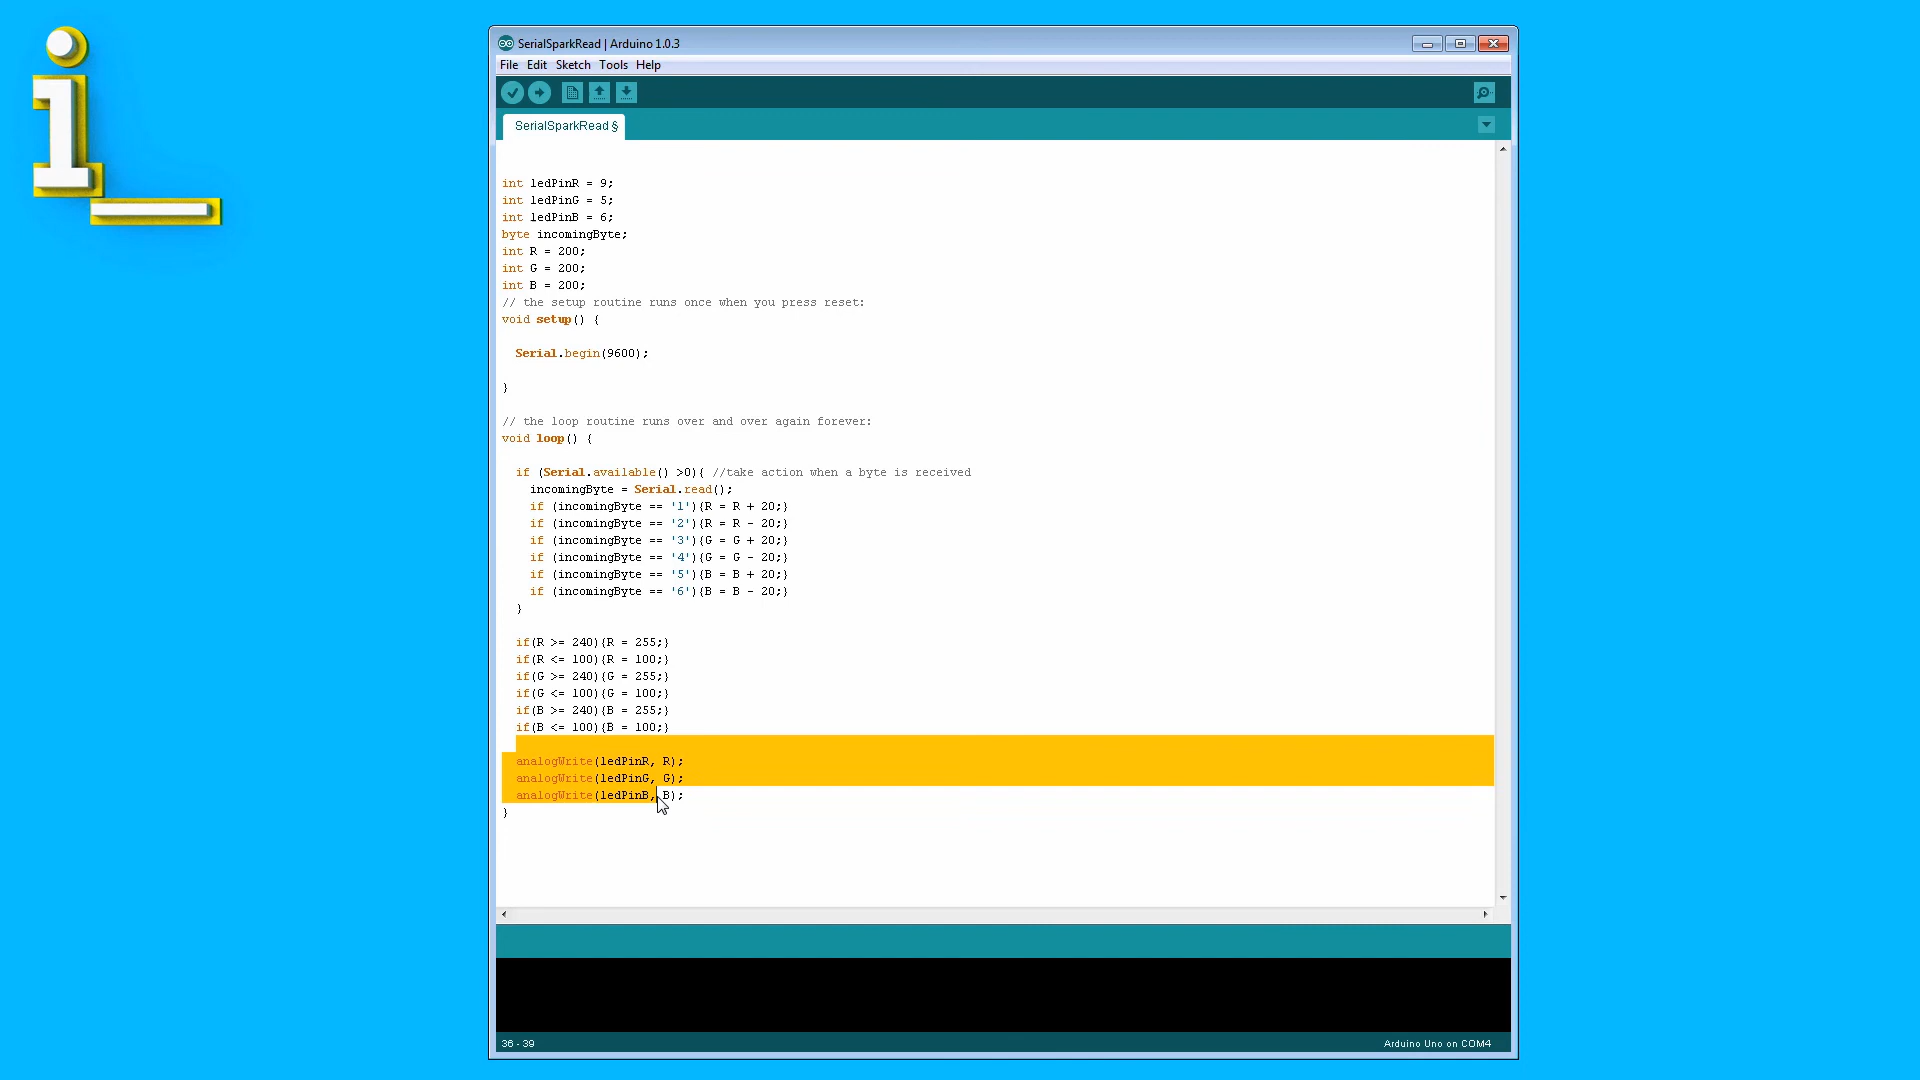 i_
SerialSparkRead | Arduino 1.0.3
File Edit Sketch Tools Help
SerialSparkRead §
int ledPinR = 9;
int ledPinG = 5;
int ledPinB = 6;
byte incomingByte;
int R = 200;
int G = 200;
int B = 200;
// the setup routine runs once when you press reset:
void setup() {
Serial.begin(9600);
}
// the loop routine runs over and over again forever:
void loop() {
if (Serial.available() >0){ //take action when a byte is received
incomingByte = Serial.read();
if (incomingByte == '1'){R = R + 20;}
if (incomingByte == '2'){R = R - 20;}
if (incomingByte == '3'){G = G + 20;}
if (incomingByte == '4'){G = G - 20;}
if (incomingByte == '5'){B = B + 20;}
if (incomingByte == '6'){B = B - 20;}
}
if(R >= 240){R = 255;}
if(R <= 100){R = 100;}
if(G >= 240){G = 255;}
if(G <= 100){G = 100;}
if(B >= 240){B = 255;}
if(B <= 100){B = 100;}
analogWrite(ledPinR, R);
analogWrite(ledPinG, G);
analogWrite(ledPinB, B);
}
36 - 39
Arduino Uno on COM4